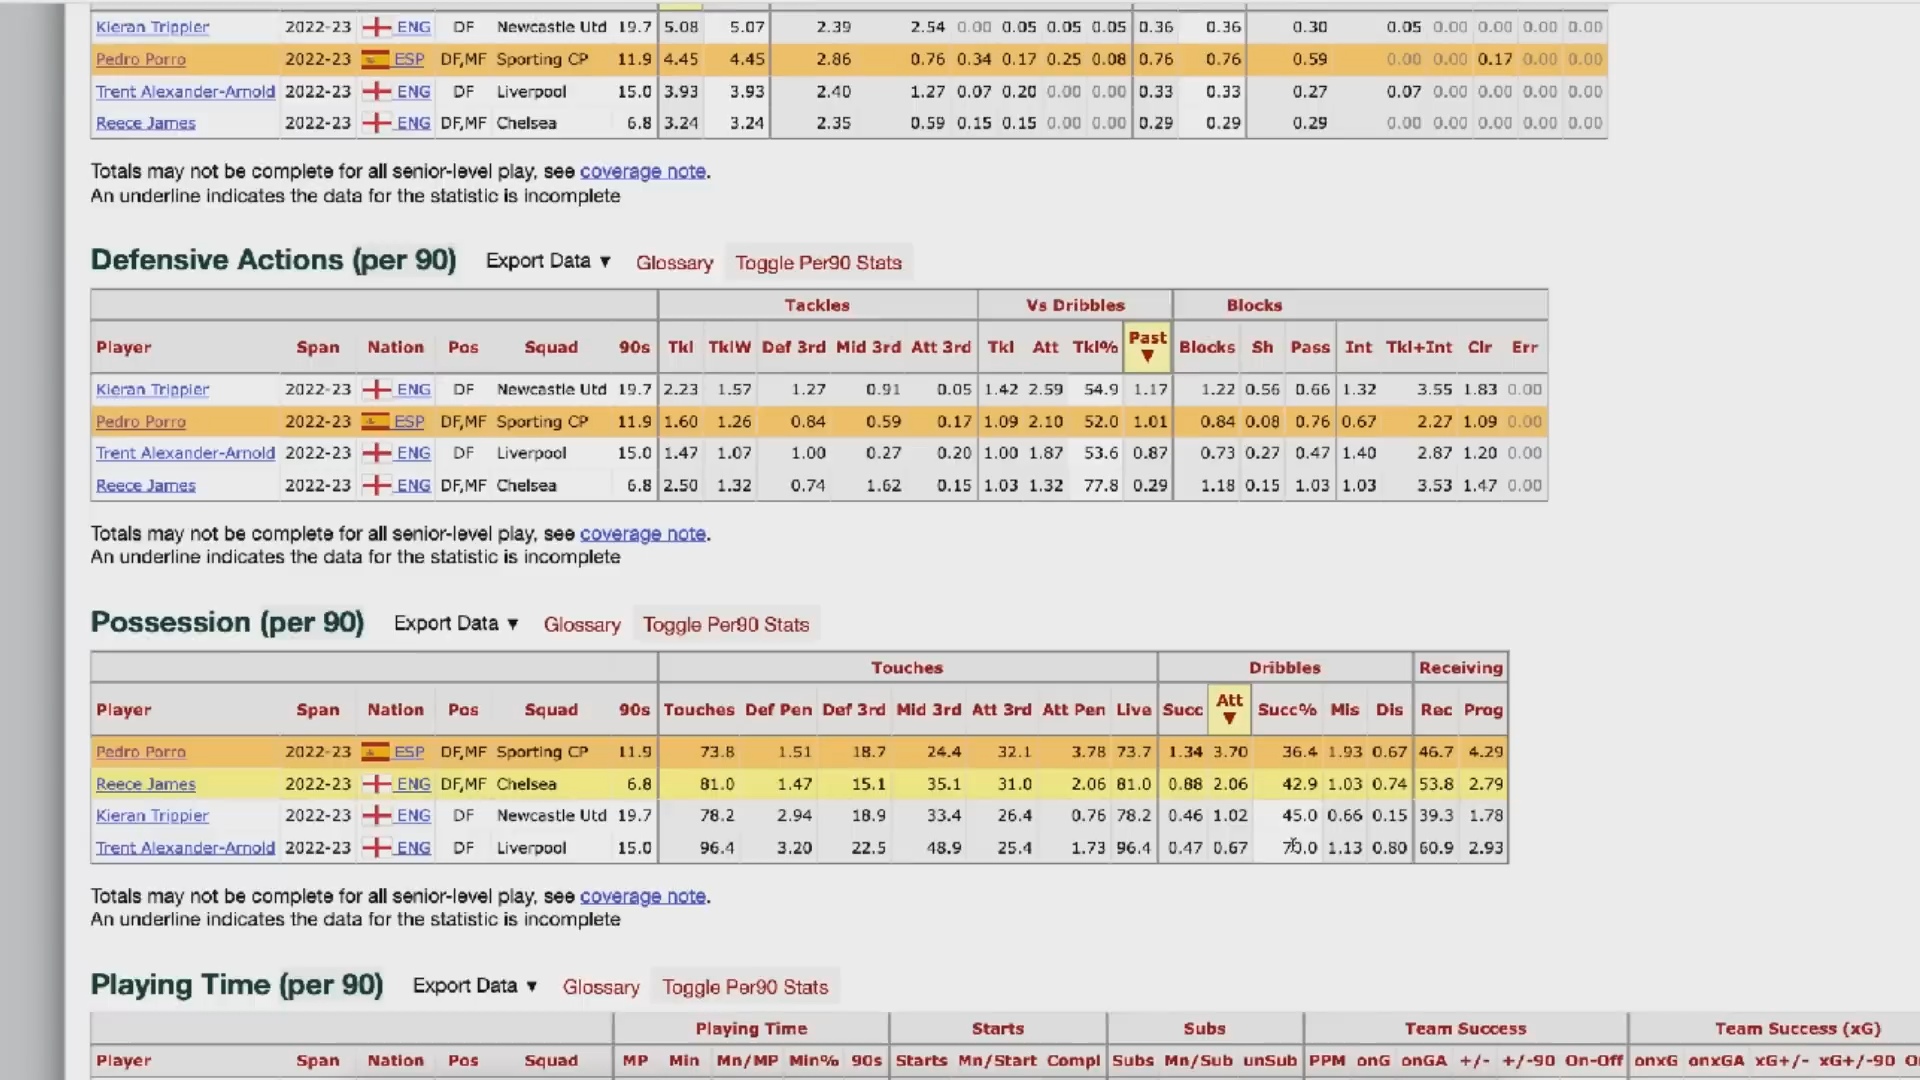 Kieran Trippier 2022-23 ENG DF Newcastle Utd 19.7 5.08 5.07 2.39 2.54 0.00 0.05 0.05 0.05 0.36 0.36 0.30 0.05 0.00 0.00 0.00 0.00
Pedro Porro 2022-23 ESP DF,MF Sporting CP 11.9 4.45 4.45 2.86 0.76 0.34 0.17 0.25 0.08 0.76 0.76 0.59 0.00 0.00 0.17 0.00 0.00
Trent Alexander-Arnold 2022-23 ENG DF Liverpool 15.0 3.93 3.93 2.40 1.27 0.07 0.20 0.00 0.00 0.33 0.33 0.27 0.07 0.00 0.00 0.00 0.00
Reece James 2022-23 ENG DF,MF Chelsea 6.8 3.24 3.24 2.35 0.59 0.15 0.15 0.00 0.00 0.29 0.29 0.29 0.00 0.00 0.00 0.00 0.00
Totals may not be complete for all senior-level play, see coverage note.
An underline indicates the data for the statistic is incomplete
Defensive Actions (per 90) Export Data ▼ Glossary Toggle Per90 Stats
Tackles Vs Dribbles Blocks
Player Span Nation Pos Squad 90s Tkl TklW Def 3rd Mid 3rd Att 3rd Tkl Att Tkl% Past ▼ Blocks Sh Pass Int Tkl+Int Clr Err
Kieran Trippier 2022-23 ENG DF Newcastle Utd 19.7 2.23 1.57 1.27 0.91 0.05 1.42 2.59 54.9 1.17 1.22 0.56 0.66 1.32 3.55 1.83 0.00
Pedro Porro 2022-23 ESP DF,MF Sporting CP 11.9 1.60 1.26 0.84 0.59 0.17 1.09 2.10 52.0 1.01 0.84 0.08 0.76 0.67 2.27 1.09 0.00
Trent Alexander-Arnold 2022-23 ENG DF Liverpool 15.0 1.47 1.07 1.00 0.27 0.20 1.00 1.87 53.6 0.87 0.73 0.27 0.47 1.40 2.87 1.20 0.00
Reece James 2022-23 ENG DF,MF Chelsea 6.8 2.50 1.32 0.74 1.62 0.15 1.03 1.32 77.8 0.29 1.18 0.15 1.03 1.03 3.53 1.47 0.00
Totals may not be complete for all senior-level play, see coverage note.
An underline indicates the data for the statistic is incomplete
Possession (per 90) Export Data ▼ Glossary Toggle Per90 Stats
Touches Dribbles Receiving
Player Span Nation Pos Squad 90s Touches Def Pen Def 3rd Mid 3rd Att 3rd Att Pen Live Succ Att ▼ Succ% Mis Dis Rec Prog
Pedro Porro 2022-23 ESP DF,MF Sporting CP 11.9 73.8 1.51 18.7 24.4 32.1 3.78 73.7 1.34 3.70 36.4 1.93 0.67 46.7 4.29
Reece James 2022-23 ENG DF,MF Chelsea 6.8 81.0 1.47 15.1 35.1 31.0 2.06 81.0 0.88 2.06 42.9 1.03 0.74 53.8 2.79
Kieran Trippier 2022-23 ENG DF Newcastle Utd 19.7 78.2 2.94 18.9 33.4 26.4 0.76 78.2 0.46 1.02 45.0 0.66 0.15 39.3 1.78
Trent Alexander-Arnold 2022-23 ENG DF Liverpool 15.0 96.4 3.20 22.5 48.9 25.4 1.73 96.4 0.47 0.67 70.0 1.13 0.80 60.9 2.93
Totals may not be complete for all senior-level play, see coverage note.
An underline indicates the data for the statistic is incomplete
Playing Time (per 90) Export Data ▼ Glossary Toggle Per90 Stats
Playing Time Starts Subs Team Success Team Success (xG)
Player Span Nation Pos Squad MP Min Mn/MP Min% 90s Starts Mn/Start Compl Subs Mn/Sub unSub PPM onG onGA +/- +/-90 On-Off onxG onxGA xG+/- xG+/-90